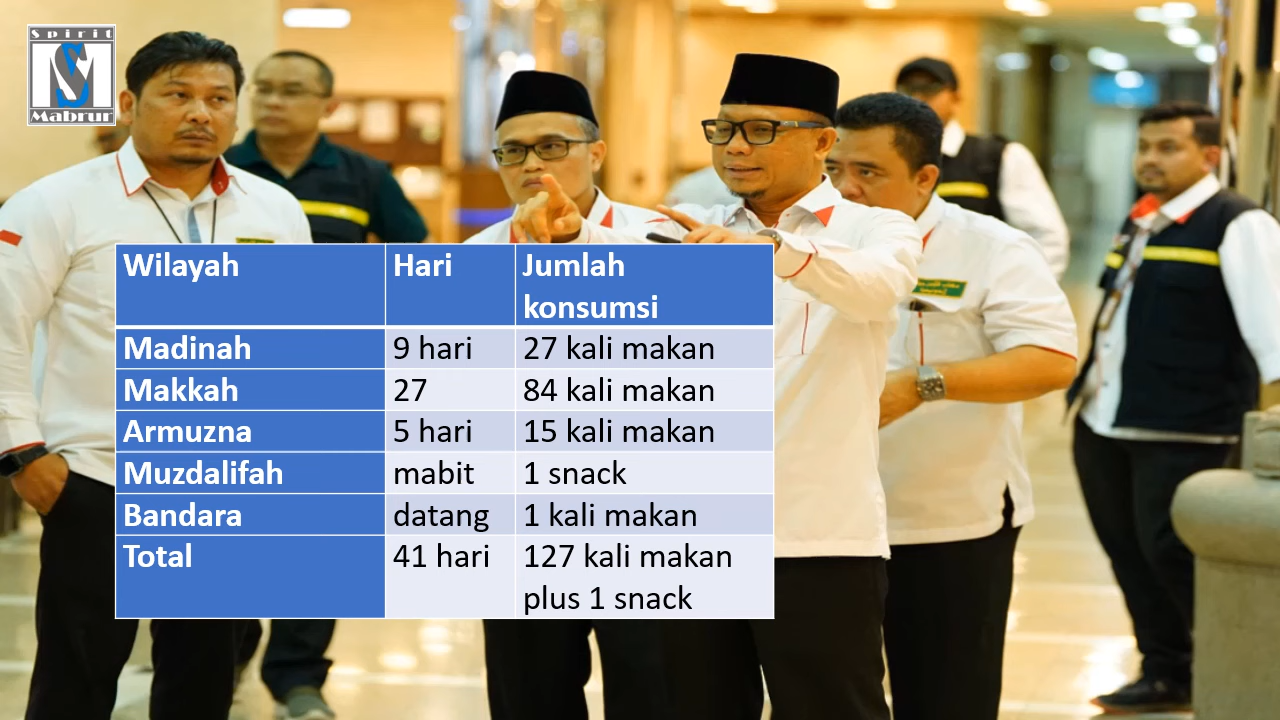 Spirit
SM
Mabrur
Wilayah Hari Jumlah
konsumsi
Madinah 9 hari 27 kali makan
Makkah 27 84 kali makan
Armuzna 5 hari 15 kali makan
Muzdalifah mabit 1 snack
Bandara datang 1 kali makan
Total 41 hari 127 kali makan
plus 1 snack